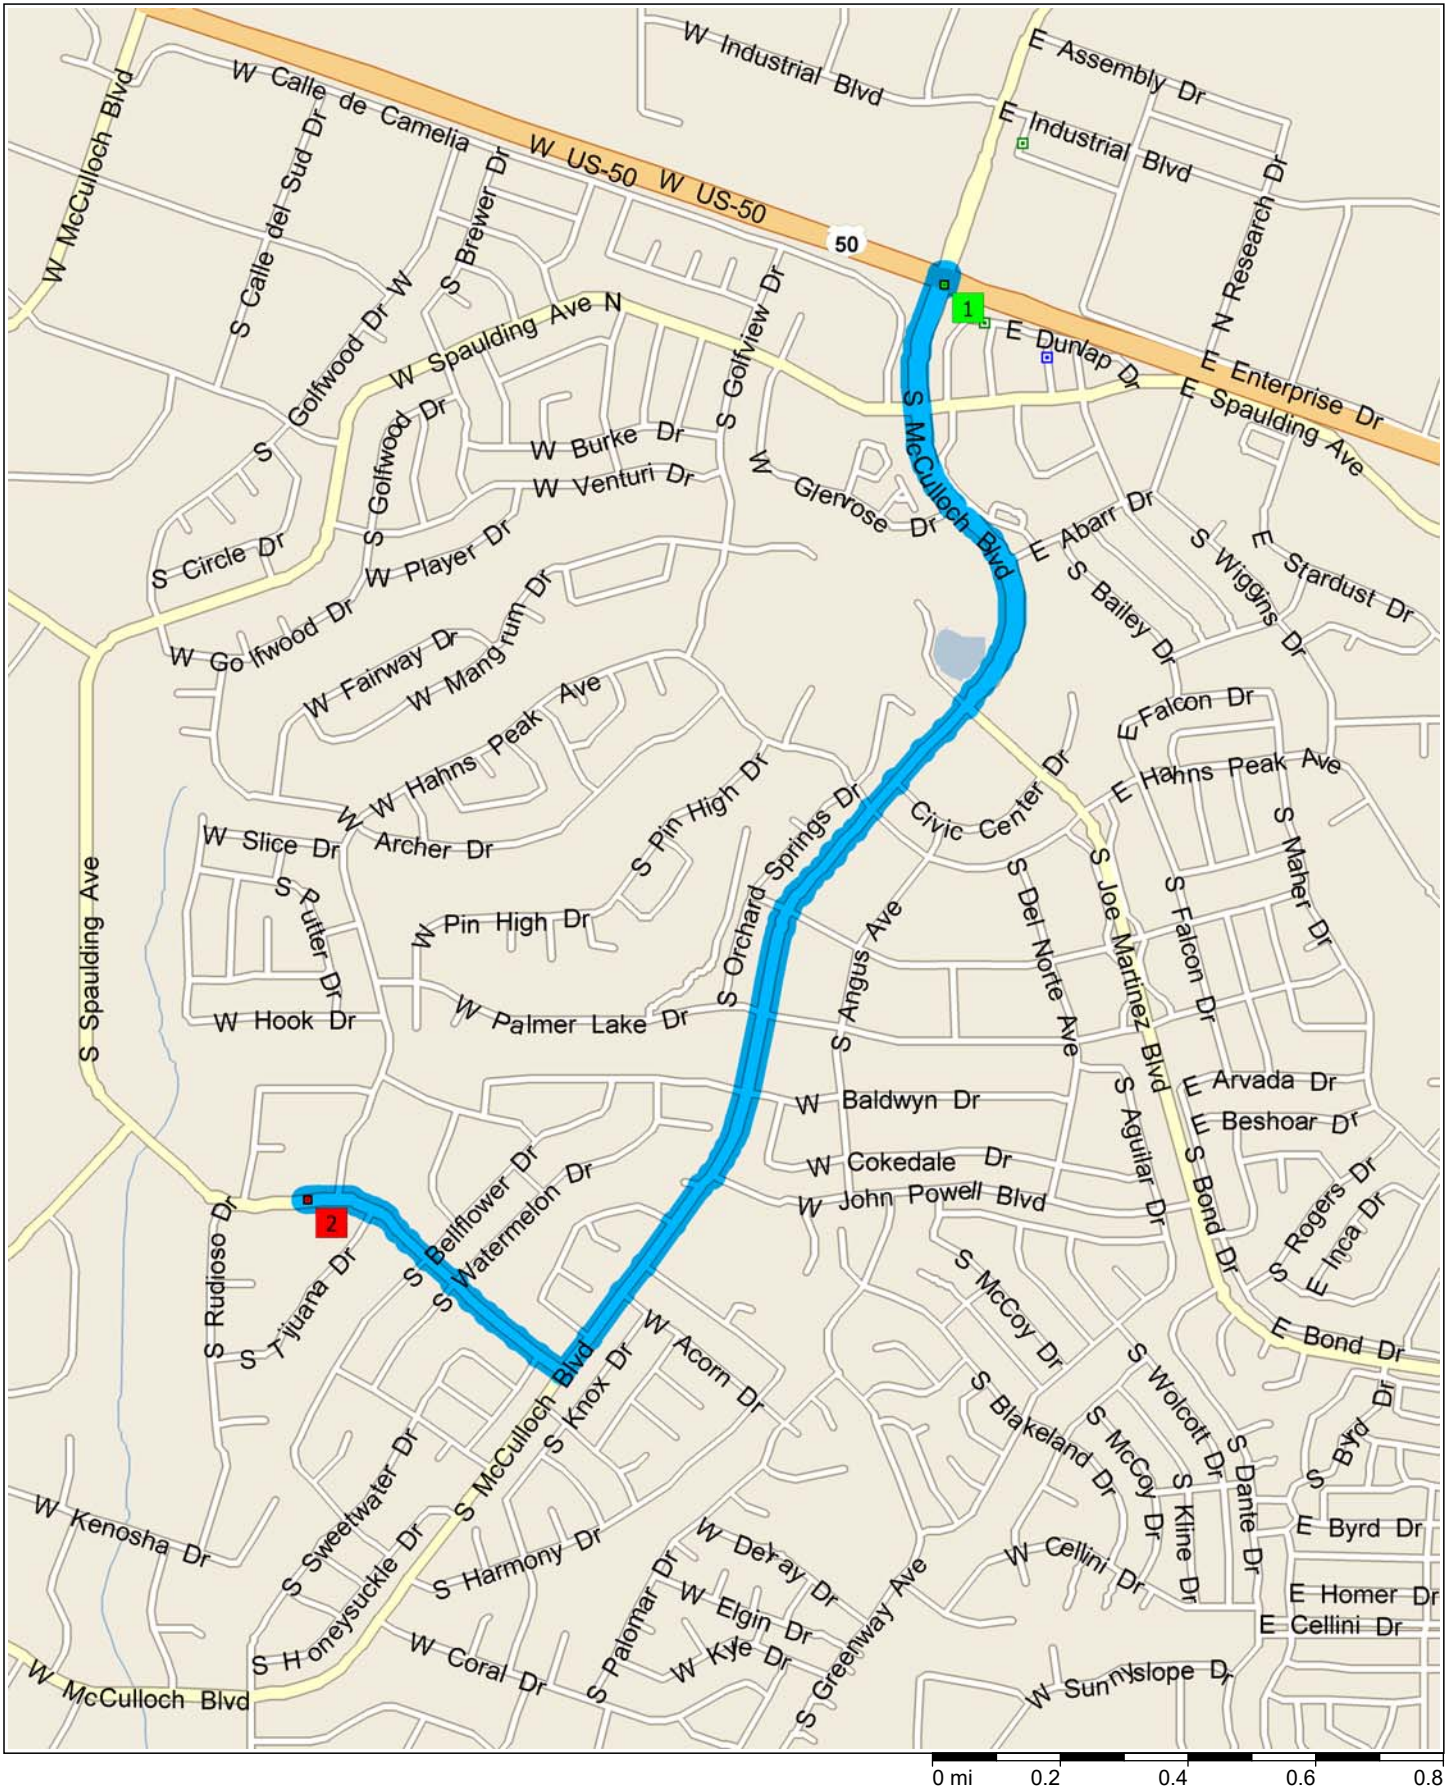 W Industrial Blvd
E Assembly Dr
W Calle de Camelia
E Industrial Blvd
W McCulloch Blvd
S Calle del Sud Dr
S Brewer Dr
W US-50
W US-50
50
N Research Dr
1
E Dunlap Dr
S Golfwood Dr W
W Spaulding Ave N
S Golfview Dr
E Enterprise Dr
E Spaulding Ave
S McCulloch Blvd
S Golfwood Dr
W Burke Dr
W Venturi Dr
W Glenrose Dr
E Abarr Dr
S Circle Dr
W Player Dr
S Wiggins Dr
E Stardust Dr
S Bailey Dr
W Golfwood Dr
W Fairway Dr
W Mangrum Dr
W Hahns Peak Ave
E Falcon Dr
E Hahns Peak Ave
W Slice Dr
W Archer Dr
S Pin High Dr
S Orchard Springs Dr
Civic Center Dr
S Maher Dr
S Putter Dr
W Pin High Dr
S Spaulding Ave
S Angus Ave
S Del Norte Ave
S Joe Martinez Blvd
S Falcon Dr
W Hook Dr
W Palmer Lake Dr
W Baldwyn Dr
S Aguilar Dr
E Arvada Dr
E Beshoar Dr
S Bellflower Dr
S Watermelon Dr
W Cokedale Dr
W John Powell Blvd
S Bond Dr
S Rogers Dr
E Inca Dr
2
S Rudioso Dr
S Tijuana Dr
S McCoy Dr
W Acorn Dr
S Knox Dr
E Bond Dr
S McCulloch Blvd
S Blakeland Dr
S Wolcott Dr
S Byrd Dr
S McCoy Dr
S Kline Dr
S Dante Dr
S Sweetwater Dr
W Kenosha Dr
S Honeysuckle Dr
S Harmony Dr
W Delray Dr
W Cellini Dr
E Byrd Dr
S Palomar Dr
W Elgin Dr
S Greenway Ave
E Homer Dr
E Cellini Dr
W Coral Dr
W Kyle Dr
W McCulloch Blvd
W Sunnyslope Dr
0 mi 0.2 0.4 0.6 0.8